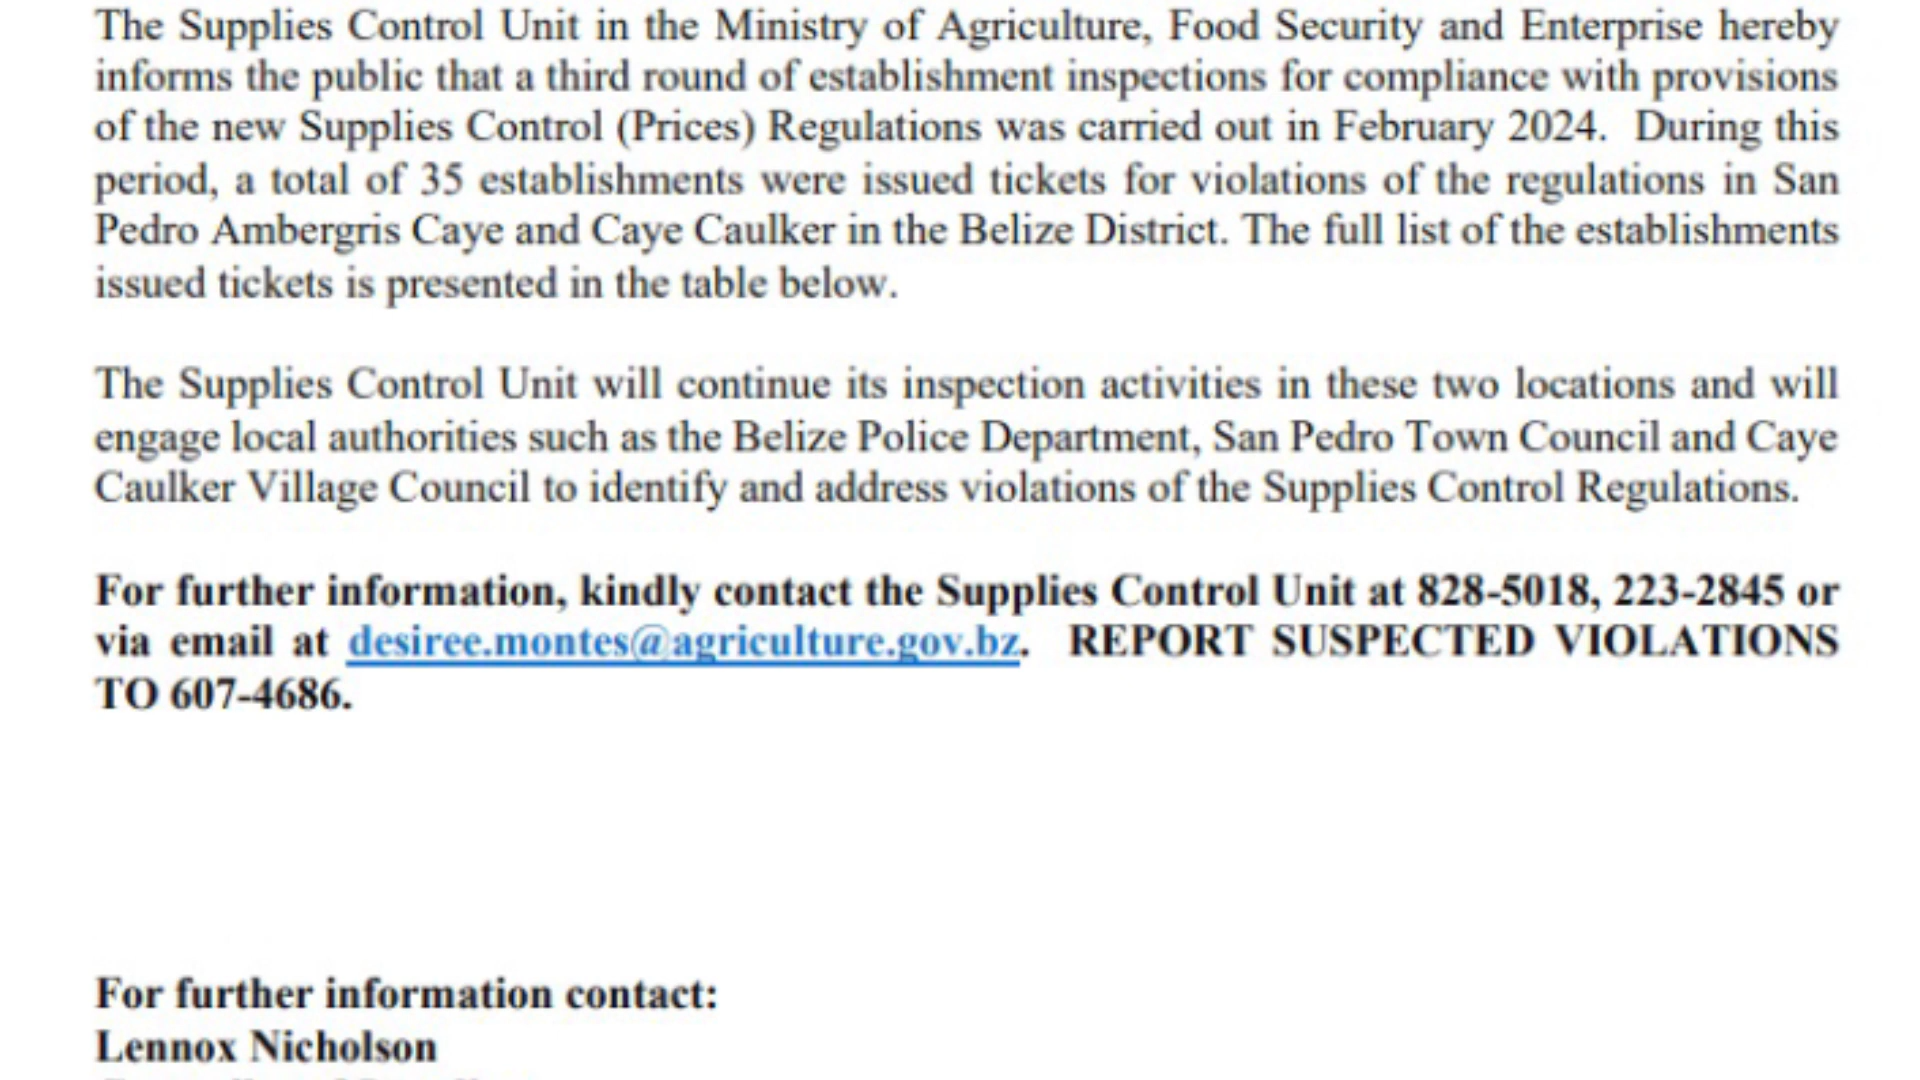 The Supplies Control Unit in the Ministry of Agriculture, Food Security and Enterprise hereby
informs the public that a third round of establishment inspections for compliance with provisions
of the new Supplies Control (Prices) Regulations was carried out in February 2024.  During this
period, a total of 35 establishments were issued tickets for violations of the regulations in San
Pedro Ambergris Caye and Caye Caulker in the Belize District. The full list of the establishments
issued tickets is presented in the table below.
The Supplies Control Unit will continue its inspection activities in these two locations and will
engage local authorities such as the Belize Police Department, San Pedro Town Council and Caye
Caulker Village Council to identify and address violations of the Supplies Control Regulations.
For further information, kindly contact the Supplies Control Unit at 828-5018, 223-2845 or
via email at desiree.montes@agriculture.gov.bz.  REPORT SUSPECTED VIOLATIONS
TO 607-4686.
For further information contact:
Lennox Nicholson